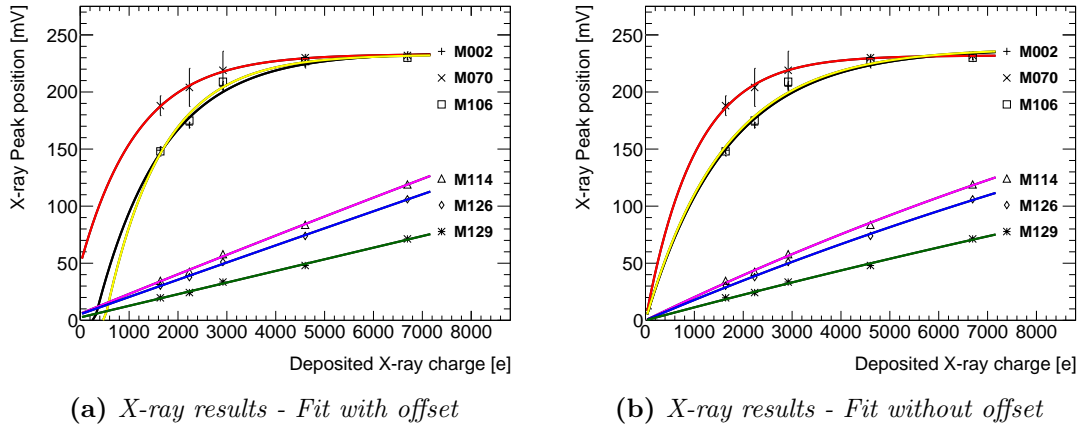 X-ray Peak position [mV]
250
200
150
100
50
0
0 1000 2000 3000 4000 5000 6000 7000 8000
Deposited X-ray charge [e]
M002
M070
M106
M114
M126
M129
(a) X-ray results - Fit with offset
X-ray Peak position [mV]
250
200
150
100
50
0
0 1000 2000 3000 4000 5000 6000 7000 8000
Deposited X-ray charge [e]
M002
M070
M106
M114
M126
M129
(b) X-ray results - Fit without offset